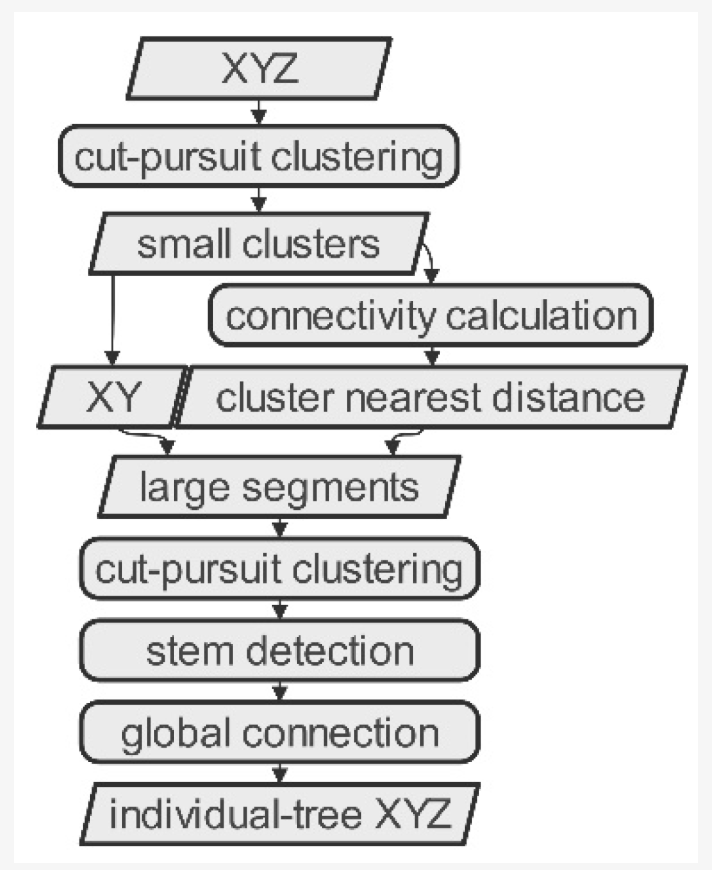 XYZ
cut-pursuit clustering
small clusters
connectivity calculation
XY
cluster nearest distance
large segments
cut-pursuit clustering
stem detection
global connection
individual-tree XYZ